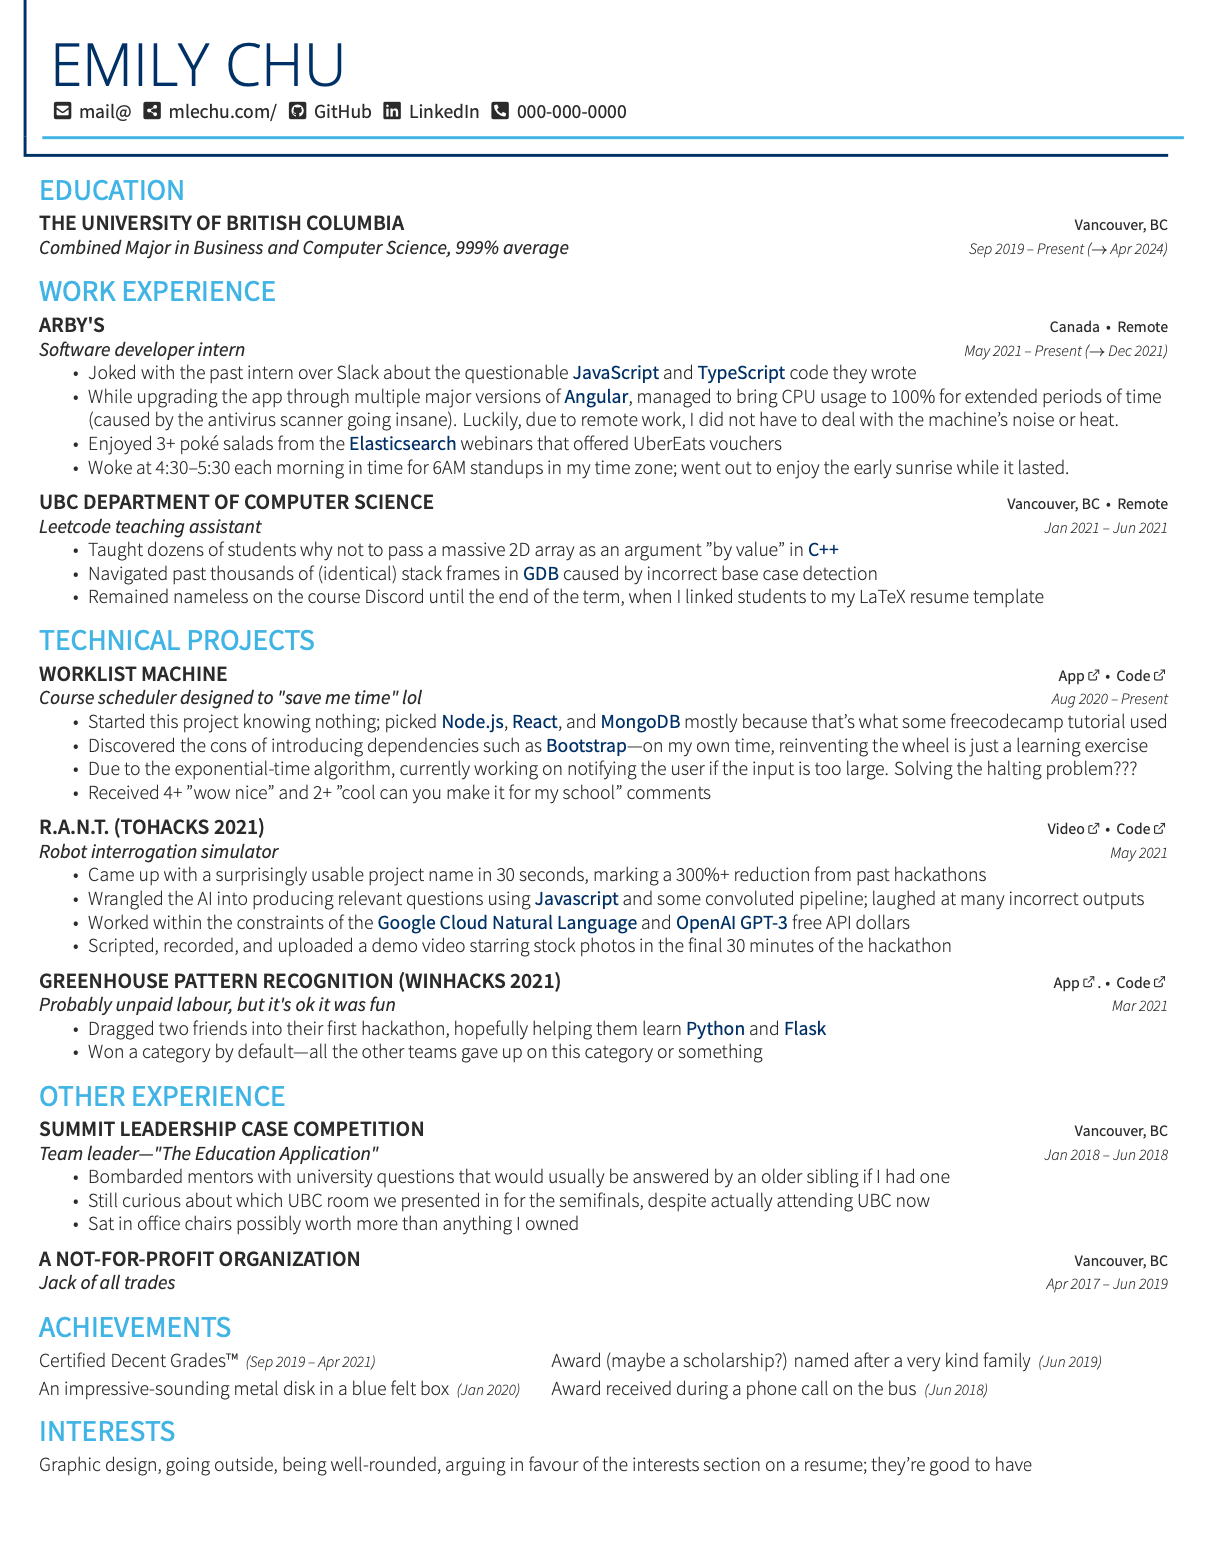 EMILY CHU
mail@ mlechu.com/ GitHub LinkedIn 000-000-0000
EDUCATION
THE UNIVERSITY OF BRITISH COLUMBIA Vancouver, BC
Combined Major in Business and Computer Science, 999% average Sep 2019 – Present (→ Apr 2024)
WORK EXPERIENCE
ARBY'S Canada • Remote
Software developer intern May 2021 – Present (→ Dec 2021)
• Joked with the past intern over Slack about the questionable JavaScript and TypeScript code they wrote
• While upgrading the app through multiple major versions of Angular, managed to bring CPU usage to 100% for extended periods of time
(caused by the antivirus scanner going insane). Luckily, due to remote work, I did not have to deal with the machine’s noise or heat.
• Enjoyed 3+ poké salads from the Elasticsearch webinars that offered UberEats vouchers
• Woke at 4:30–5:30 each morning in time for 6AM standups in my time zone; went out to enjoy the early sunrise while it lasted.
UBC DEPARTMENT OF COMPUTER SCIENCE Vancouver, BC • Remote
Leetcode teaching assistant Jan 2021 – Jun 2021
• Taught dozens of students why not to pass a massive 2D array as an argument ”by value” in C++
• Navigated past thousands of (identical) stack frames in GDB caused by incorrect base case detection
• Remained nameless on the course Discord until the end of the term, when I linked students to my LaTeX resume template
TECHNICAL PROJECTS
WORKLIST MACHINE App • Code
Course scheduler designed to "save me time" lol Aug 2020 – Present
• Started this project knowing nothing; picked Node.js, React, and MongoDB mostly because that’s what some freecodecamp tutorial used
• Discovered the cons of introducing dependencies such as Bootstrap—on my own time, reinventing the wheel is just a learning exercise
• Due to the exponential-time algorithm, currently working on notifying the user if the input is too large. Solving the halting problem???
• Received 4+ ”wow nice” and 2+ ”cool can you make it for my school” comments
R.A.N.T. (TOHACKS 2021) Video • Code
Robot interrogation simulator May 2021
• Came up with a surprisingly usable project name in 30 seconds, marking a 300%+ reduction from past hackathons
• Wrangled the AI into producing relevant questions using Javascript and some convoluted pipeline; laughed at many incorrect outputs
• Worked within the constraints of the Google Cloud Natural Language and OpenAI GPT-3 free API dollars
• Scripted, recorded, and uploaded a demo video starring stock photos in the final 30 minutes of the hackathon
GREENHOUSE PATTERN RECOGNITION (WINHACKS 2021) App . • Code
Probably unpaid labour, but it's ok it was fun Mar 2021
• Dragged two friends into their first hackathon, hopefully helping them learn Python and Flask
• Won a category by default—all the other teams gave up on this category or something
OTHER EXPERIENCE
SUMMIT LEADERSHIP CASE COMPETITION Vancouver, BC
Team leader—"The Education Application" Jan 2018 – Jun 2018
• Bombarded mentors with university questions that would usually be answered by an older sibling if I had one
• Still curious about which UBC room we presented in for the semifinals, despite actually attending UBC now
• Sat in office chairs possibly worth more than anything I owned
A NOT-FOR-PROFIT ORGANIZATION Vancouver, BC
Jack of all trades Apr 2017 – Jun 2019
ACHIEVEMENTS
Certified Decent Grades™ (Sep 2019 – Apr 2021) Award (maybe a scholarship?) named after a very kind family (Jun 2019)
An impressive-sounding metal disk in a blue felt box (Jan 2020) Award received during a phone call on the bus (Jun 2018)
INTERESTS
Graphic design, going outside, being well-rounded, arguing in favour of the interests section on a resume; they’re good to have